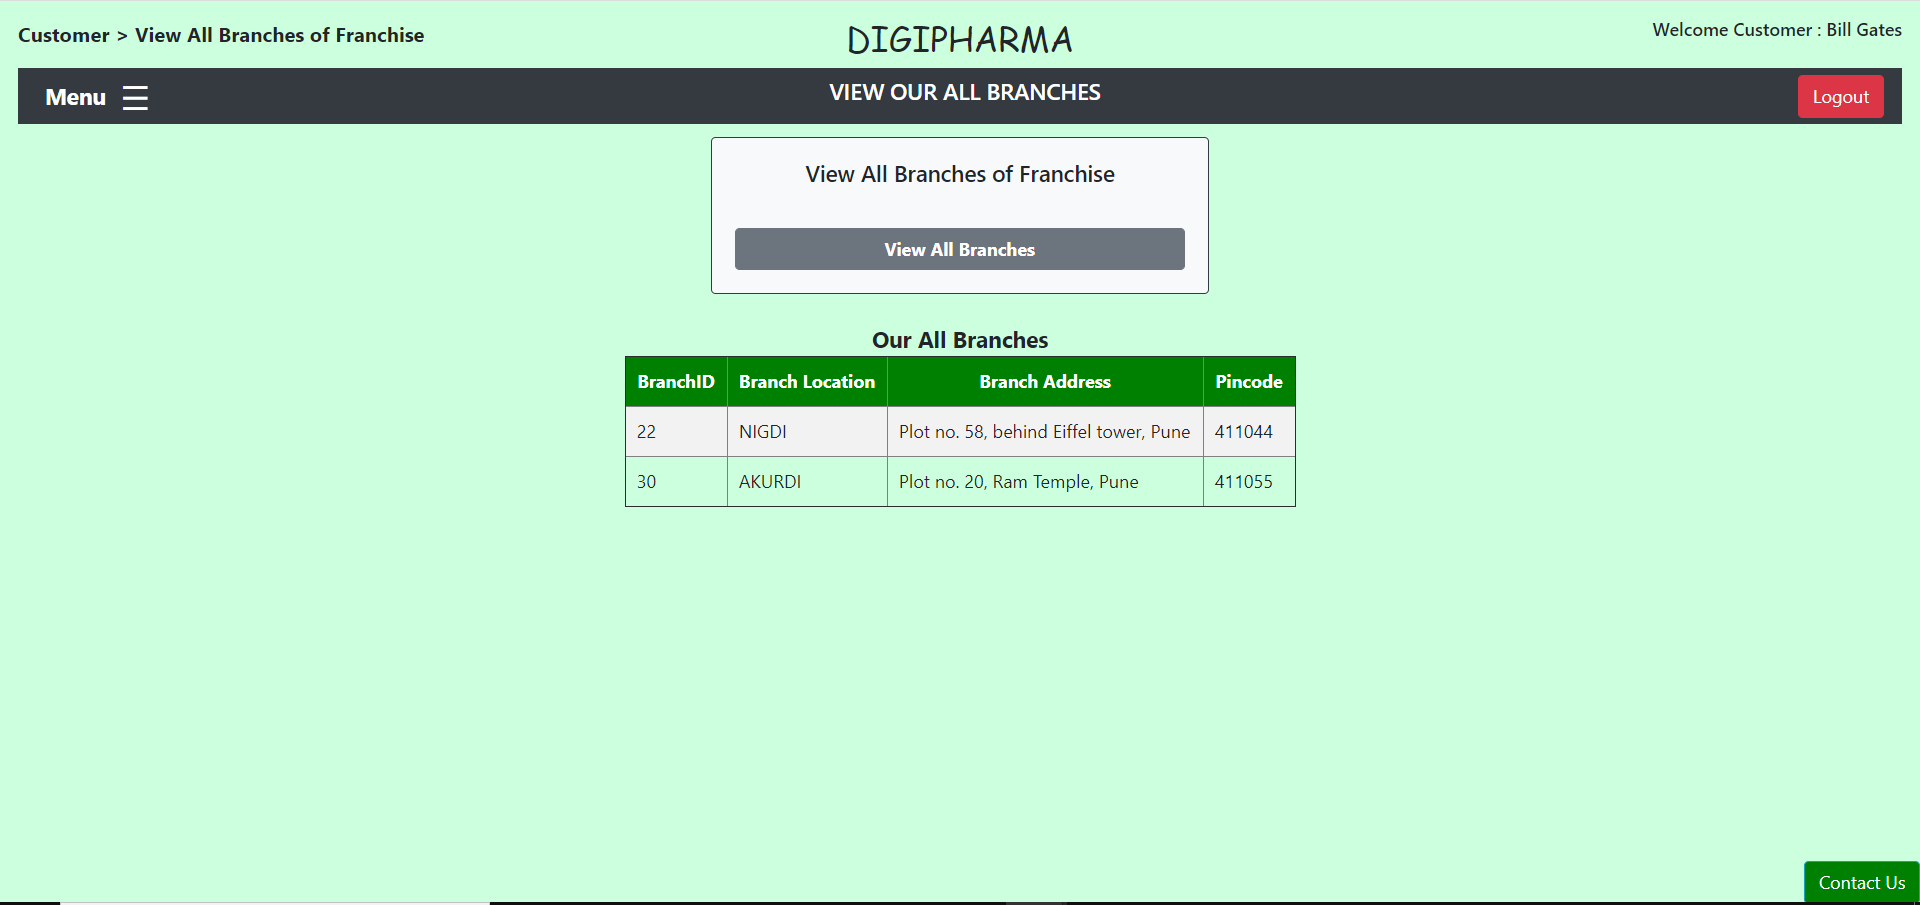 Customer > View All Branches of Franchise
DIGIPHARMA
Welcome Customer : Bill Gates
Menu
VIEW OUR ALL BRANCHES
Logout
View All Branches of Franchise
View All Branches
Our All Branches
BranchID Branch Location Branch Address Pincode
22 NIGDI Plot no. 58, behind Eiffel tower, Pune 411044
30 AKURDI Plot no. 20, Ram Temple, Pune 411055
Contact Us